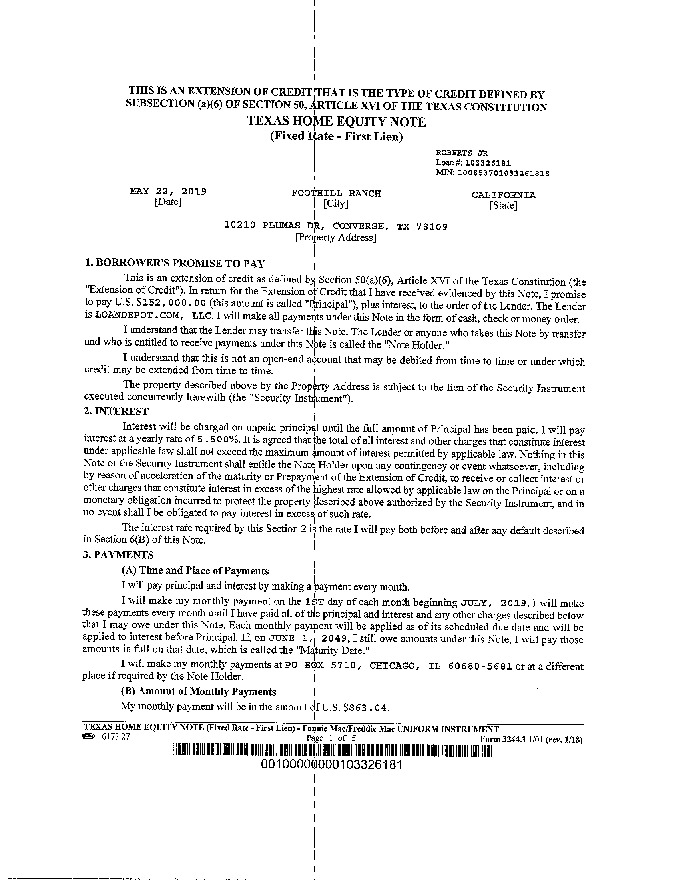 THIS IS AN EXTENSION OF CREDIT THAT IS THE TYPE OF CREDIT DEFINED BY
SUBSECTION (a)(6) OF SECTION 50, ARTICLE XVI OF THE TEXAS CONSTITUTION
TEXAS HOME EQUITY NOTE
(Fixed Rate - First Lien)
ROBERTS JR
Loan #:
MIN:
MAY 22, 2019 FOOTHILL RANCH CALIFORNIA
[Date] [City] [State]
10210 PLUMAS DR, CONVERSE, TX 78109
[Property Address]
1. BORROWER'S PROMISE TO PAY
This is an extension of credit as defined by Section 50(a)(6), Article XVI of the Texas Constitution (the
"Extension of Credit"). In return for the Extension of Credit that I have received evidenced by this Note, I promise
to pay U.S. $152,000.00 (this amount is called "Principal"), plus interest, to the order of the Lender. The Lender
is LOANDEPOT.COM, LLC. I will make all payments under this Note in the form of cash, check or money order.
I understand that the Lender may transfer this Note. The Lender or anyone who takes this Note by transfer
and who is entitled to receive payments under this Note is called the "Note Holder."
I understand that this is not an open-end account that may be debited from time to time or under which
credit may be extended from time to time.
The property described above by the Property Address is subject to the lien of the Security Instrument
executed concurrently herewith (the "Security Instrument").
2. INTEREST
Interest will be charged on unpaid principal until the full amount of Principal has been paid. I will pay
interest at a yearly rate of 5.500%. It is agreed that the total of all interest and other charges that constitute interest
under applicable law shall not exceed the maximum amount of interest permitted by applicable law. Nothing in this
Note or the Security Instrument shall entitle the Note Holder upon any contingency or event whatsoever, including
by reason of acceleration of the maturity or Prepayment of the Extension of Credit, to receive or collect interest or
other charges that constitute interest in excess of the highest rate allowed by applicable law on the Principal or on a
monetary obligation incurred to protect the property described above authorized by the Security Instrument, and in
no event shall I be obligated to pay interest in excess of such rate.
The interest rate required by this Section 2 is the rate I will pay both before and after any default described
in Section 6(B) of this Note.
3. PAYMENTS
(A) Time and Place of Payments
I will pay principal and interest by making a payment every month.
I will make my monthly payment on the 1ST day of each month beginning JULY, 2019. I will make
these payments every month until I have paid all of the principal and interest and any other charges described below
that I may owe under this Note. Each monthly payment will be applied as of its scheduled due date and will be
applied to interest before Principal. If, on JUNE 1, 2049, I still owe amounts under this Note, I will pay those
amounts in full on that date, which is called the "Maturity Date."
I will make my monthly payments at PO BOX 5710, CHICAGO, IL 60680-5681 or at a different
place if required by the Note Holder.
(B) Amount of Monthly Payments
My monthly payment will be in the amount of U.S. $863.04.
TEXAS HOME EQUITY NOTE (Fixed Rate - First Lien) - Fannie Mae/Freddie Mac UNIFORM INSTRUMENT
Page 1 of 5 Form 3244.1 1/01 (rev. 1/18)
00100000000103326181